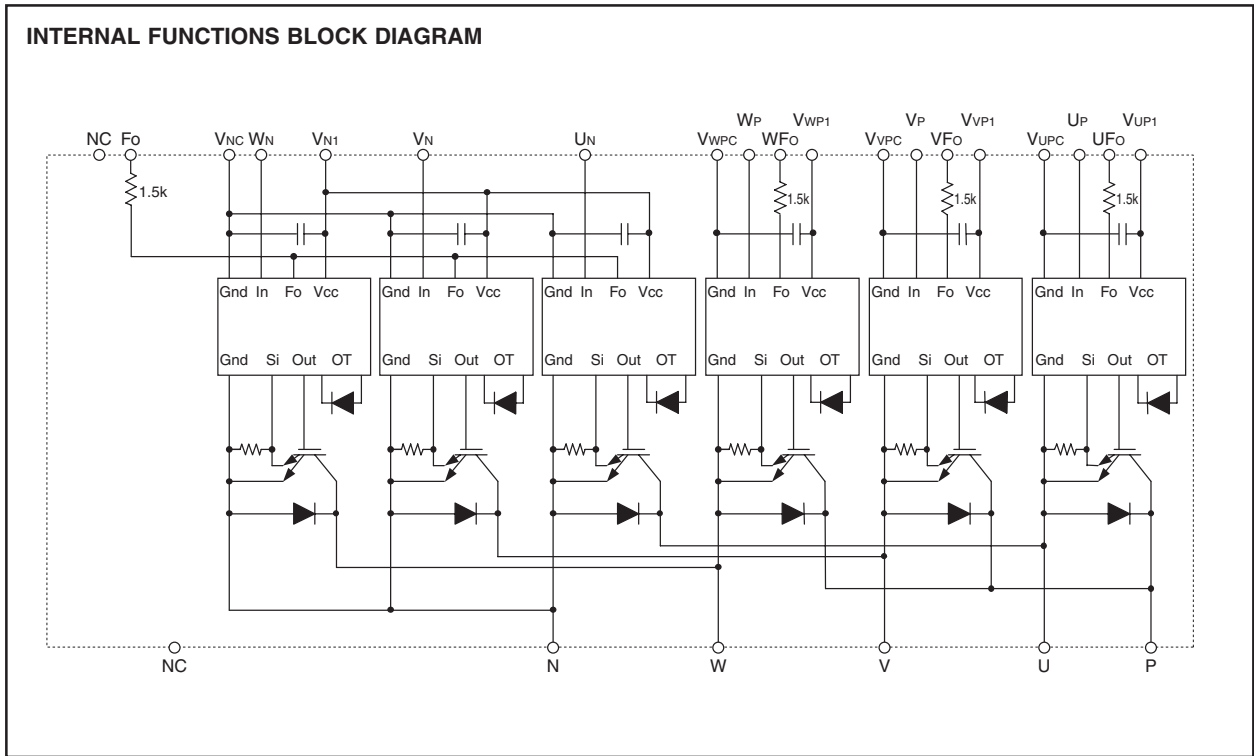 INTERNAL FUNCTIONS BLOCK DIAGRAM
WP VWP1 VP VVP1 UP VUP1
NC FO VNC WN VN1 VN UN VWPC WFO VVPC VFO VUPC UFO
1.5k 1.5k 1.5k 1.5k
Gnd In Fo Vcc Gnd In Fo Vcc Gnd In Fo Vcc Gnd In Fo Vcc Gnd In Fo Vcc Gnd In Fo Vcc
Gnd Si Out OT Gnd Si Out OT Gnd Si Out OT Gnd Si Out OT Gnd Si Out OT Gnd Si Out OT
NC N W V U P